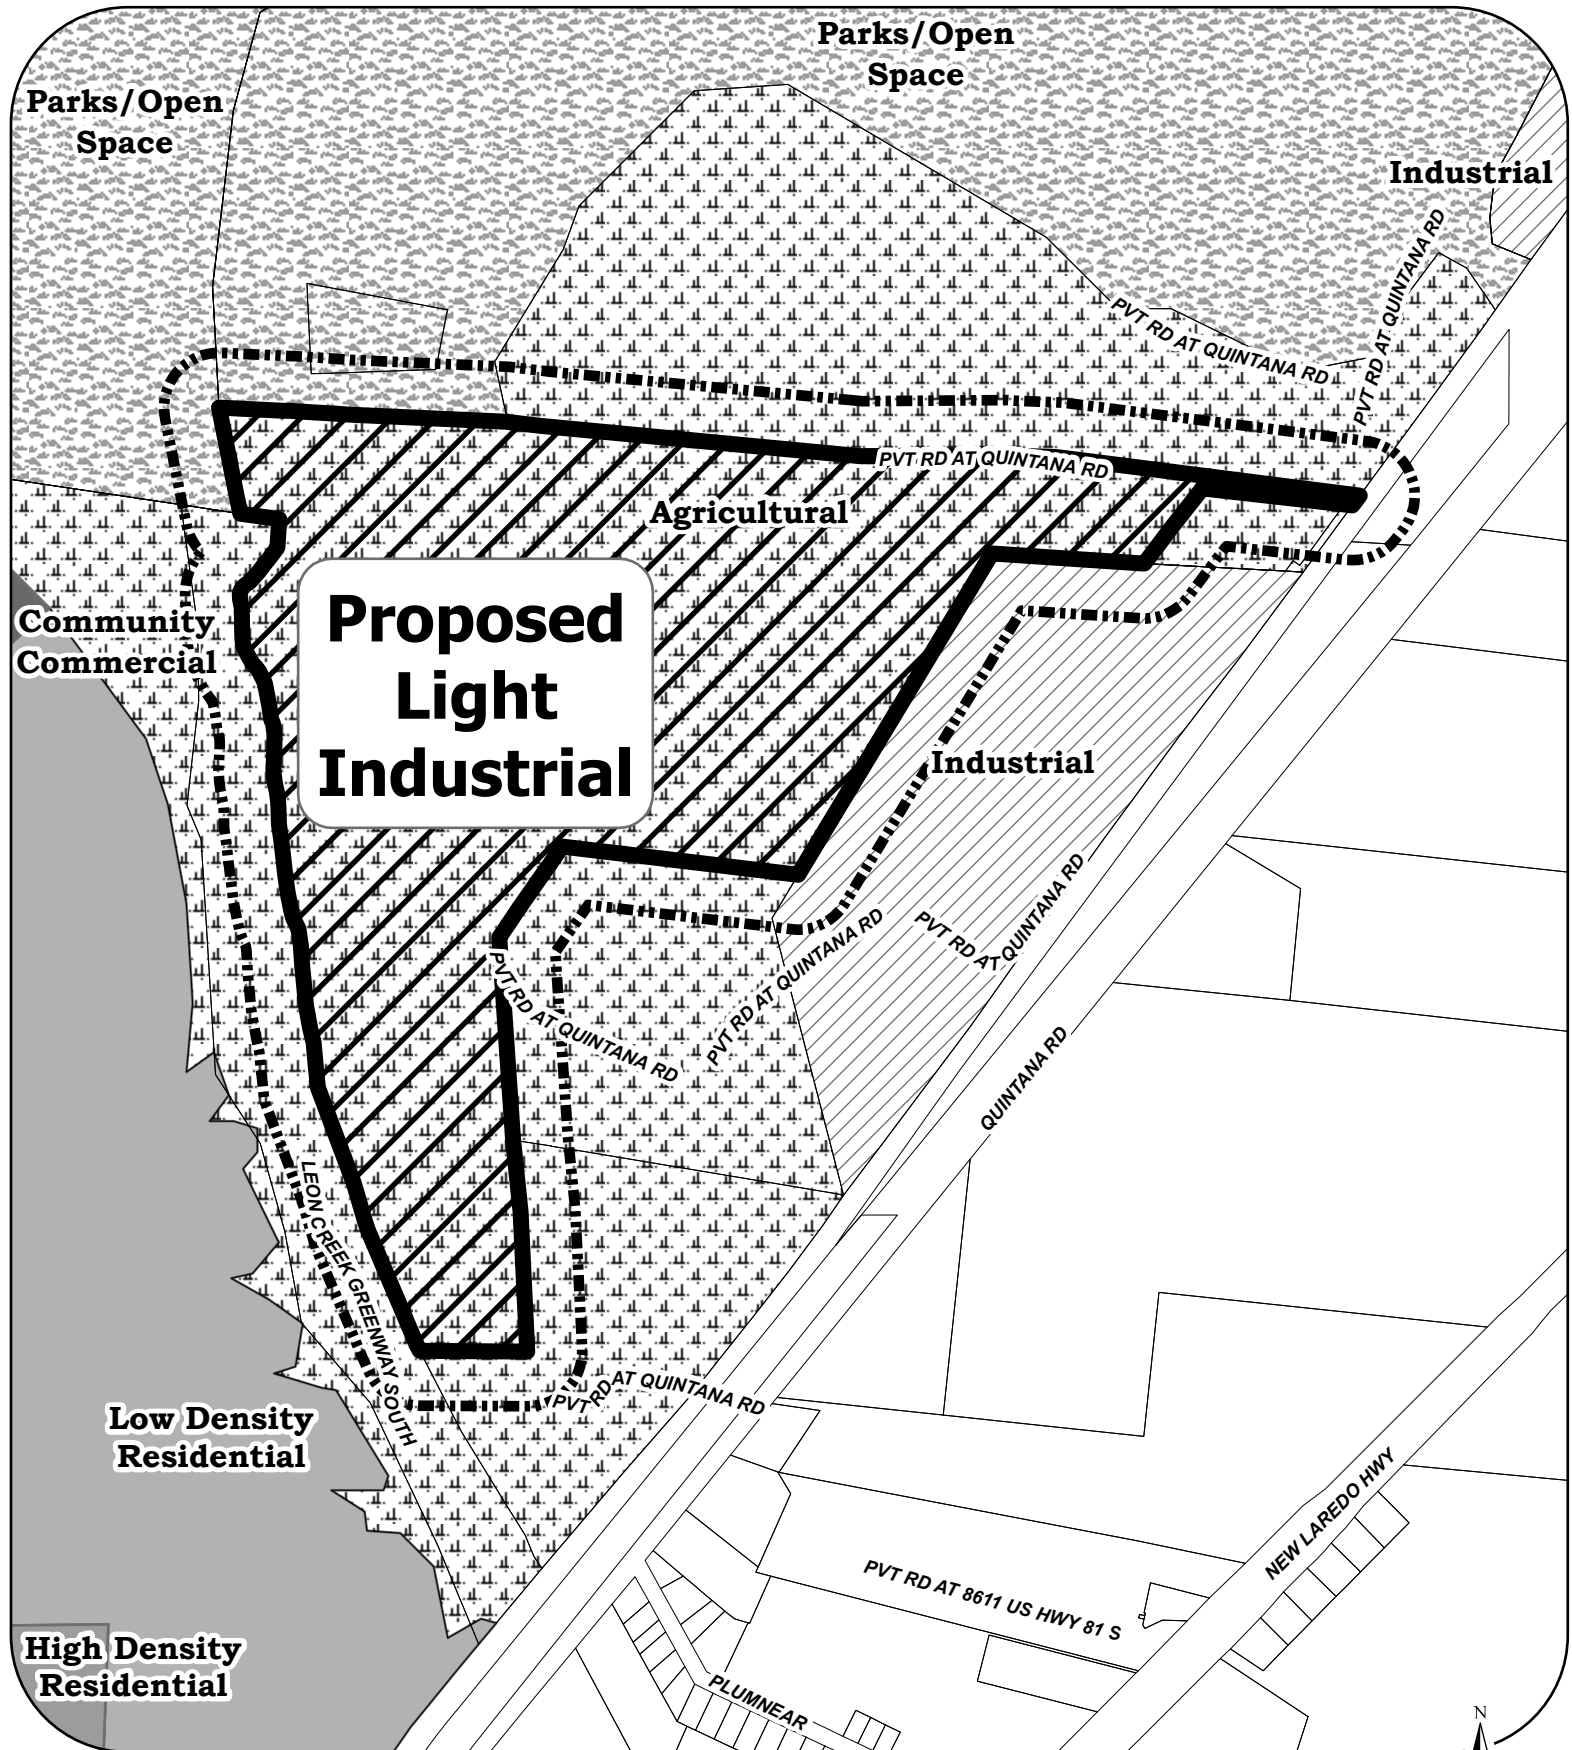 Parks/Open
Space
Parks/Open
Space
Industrial
PVT RD AT QUINTANA RD
PVT RD AT QUINTANA RD
PVT RD AT QUINTANA RD
Agricultural
Proposed
Light
Industrial
Community
Commercial
Industrial
PVT RD AT QUINTANA RD
PVT RD AT QUINTANA RD
PVT RD AT QUINTANA RD
QUINTANA RD
LEON CREEK GREENWAY SOUTH
PVT RD AT QUINTANA RD
Low Density
Residential
NEW LAREDO HWY
PVT RD AT 8611 US HWY 81 S
High Density
Residential
PLUMNEAR
N